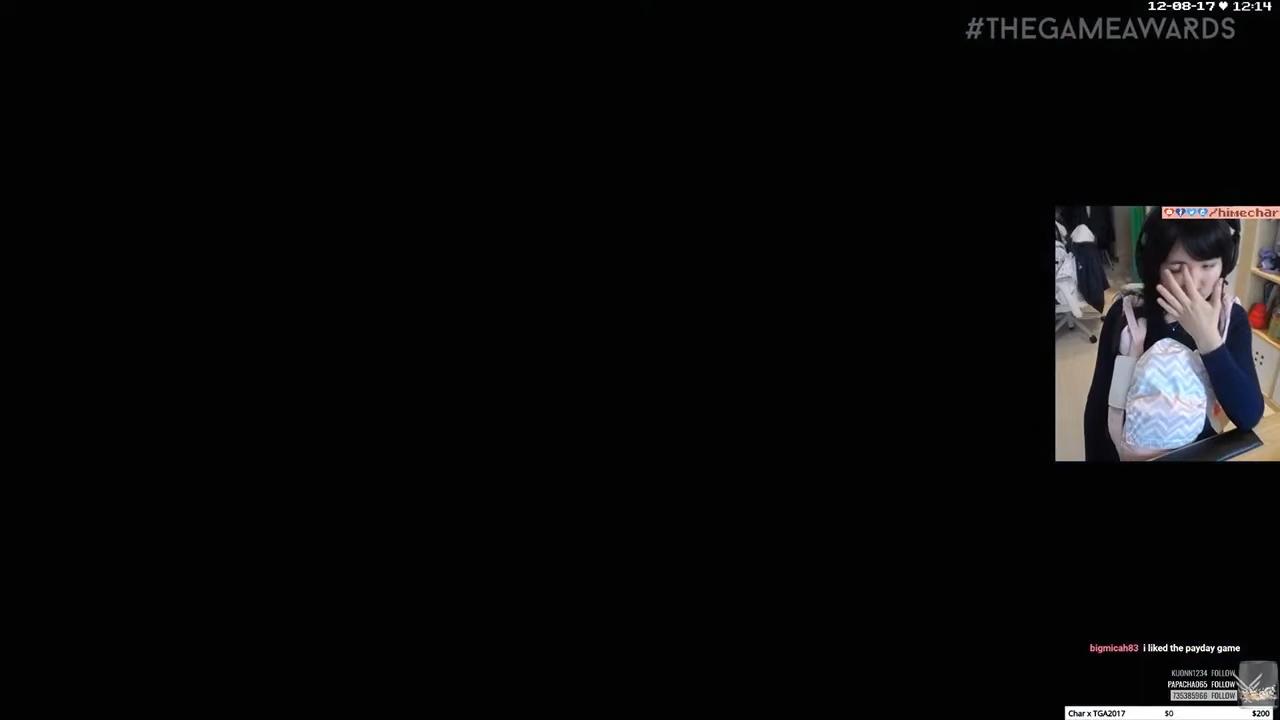 12-08-17 ♥ 12:14
#THEGAMEAWARDS
/himechar
bigmicah83 i liked the payday game
KUONN1234 FOLLOW
PAPACHA065 FOLLOW
735385966 FOLLOW
Char x TGA2017 $0 $200